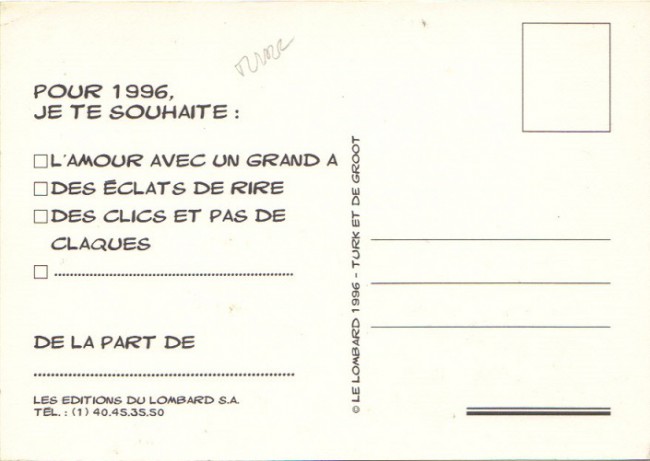 POUR 1996,
JE TE SOUHAITE :
L'AMOUR AVEC UN GRAND A
DES ÉCLATS DE RIRE
DES CLICS ET PAS DE
CLAQUES
DE LA PART DE
LES EDITIONS DU LOMBARD S.A.
TÉL. : (1) 40.45.35.50
© LE LOMBARD 1996 - TURK ET DE GROOT